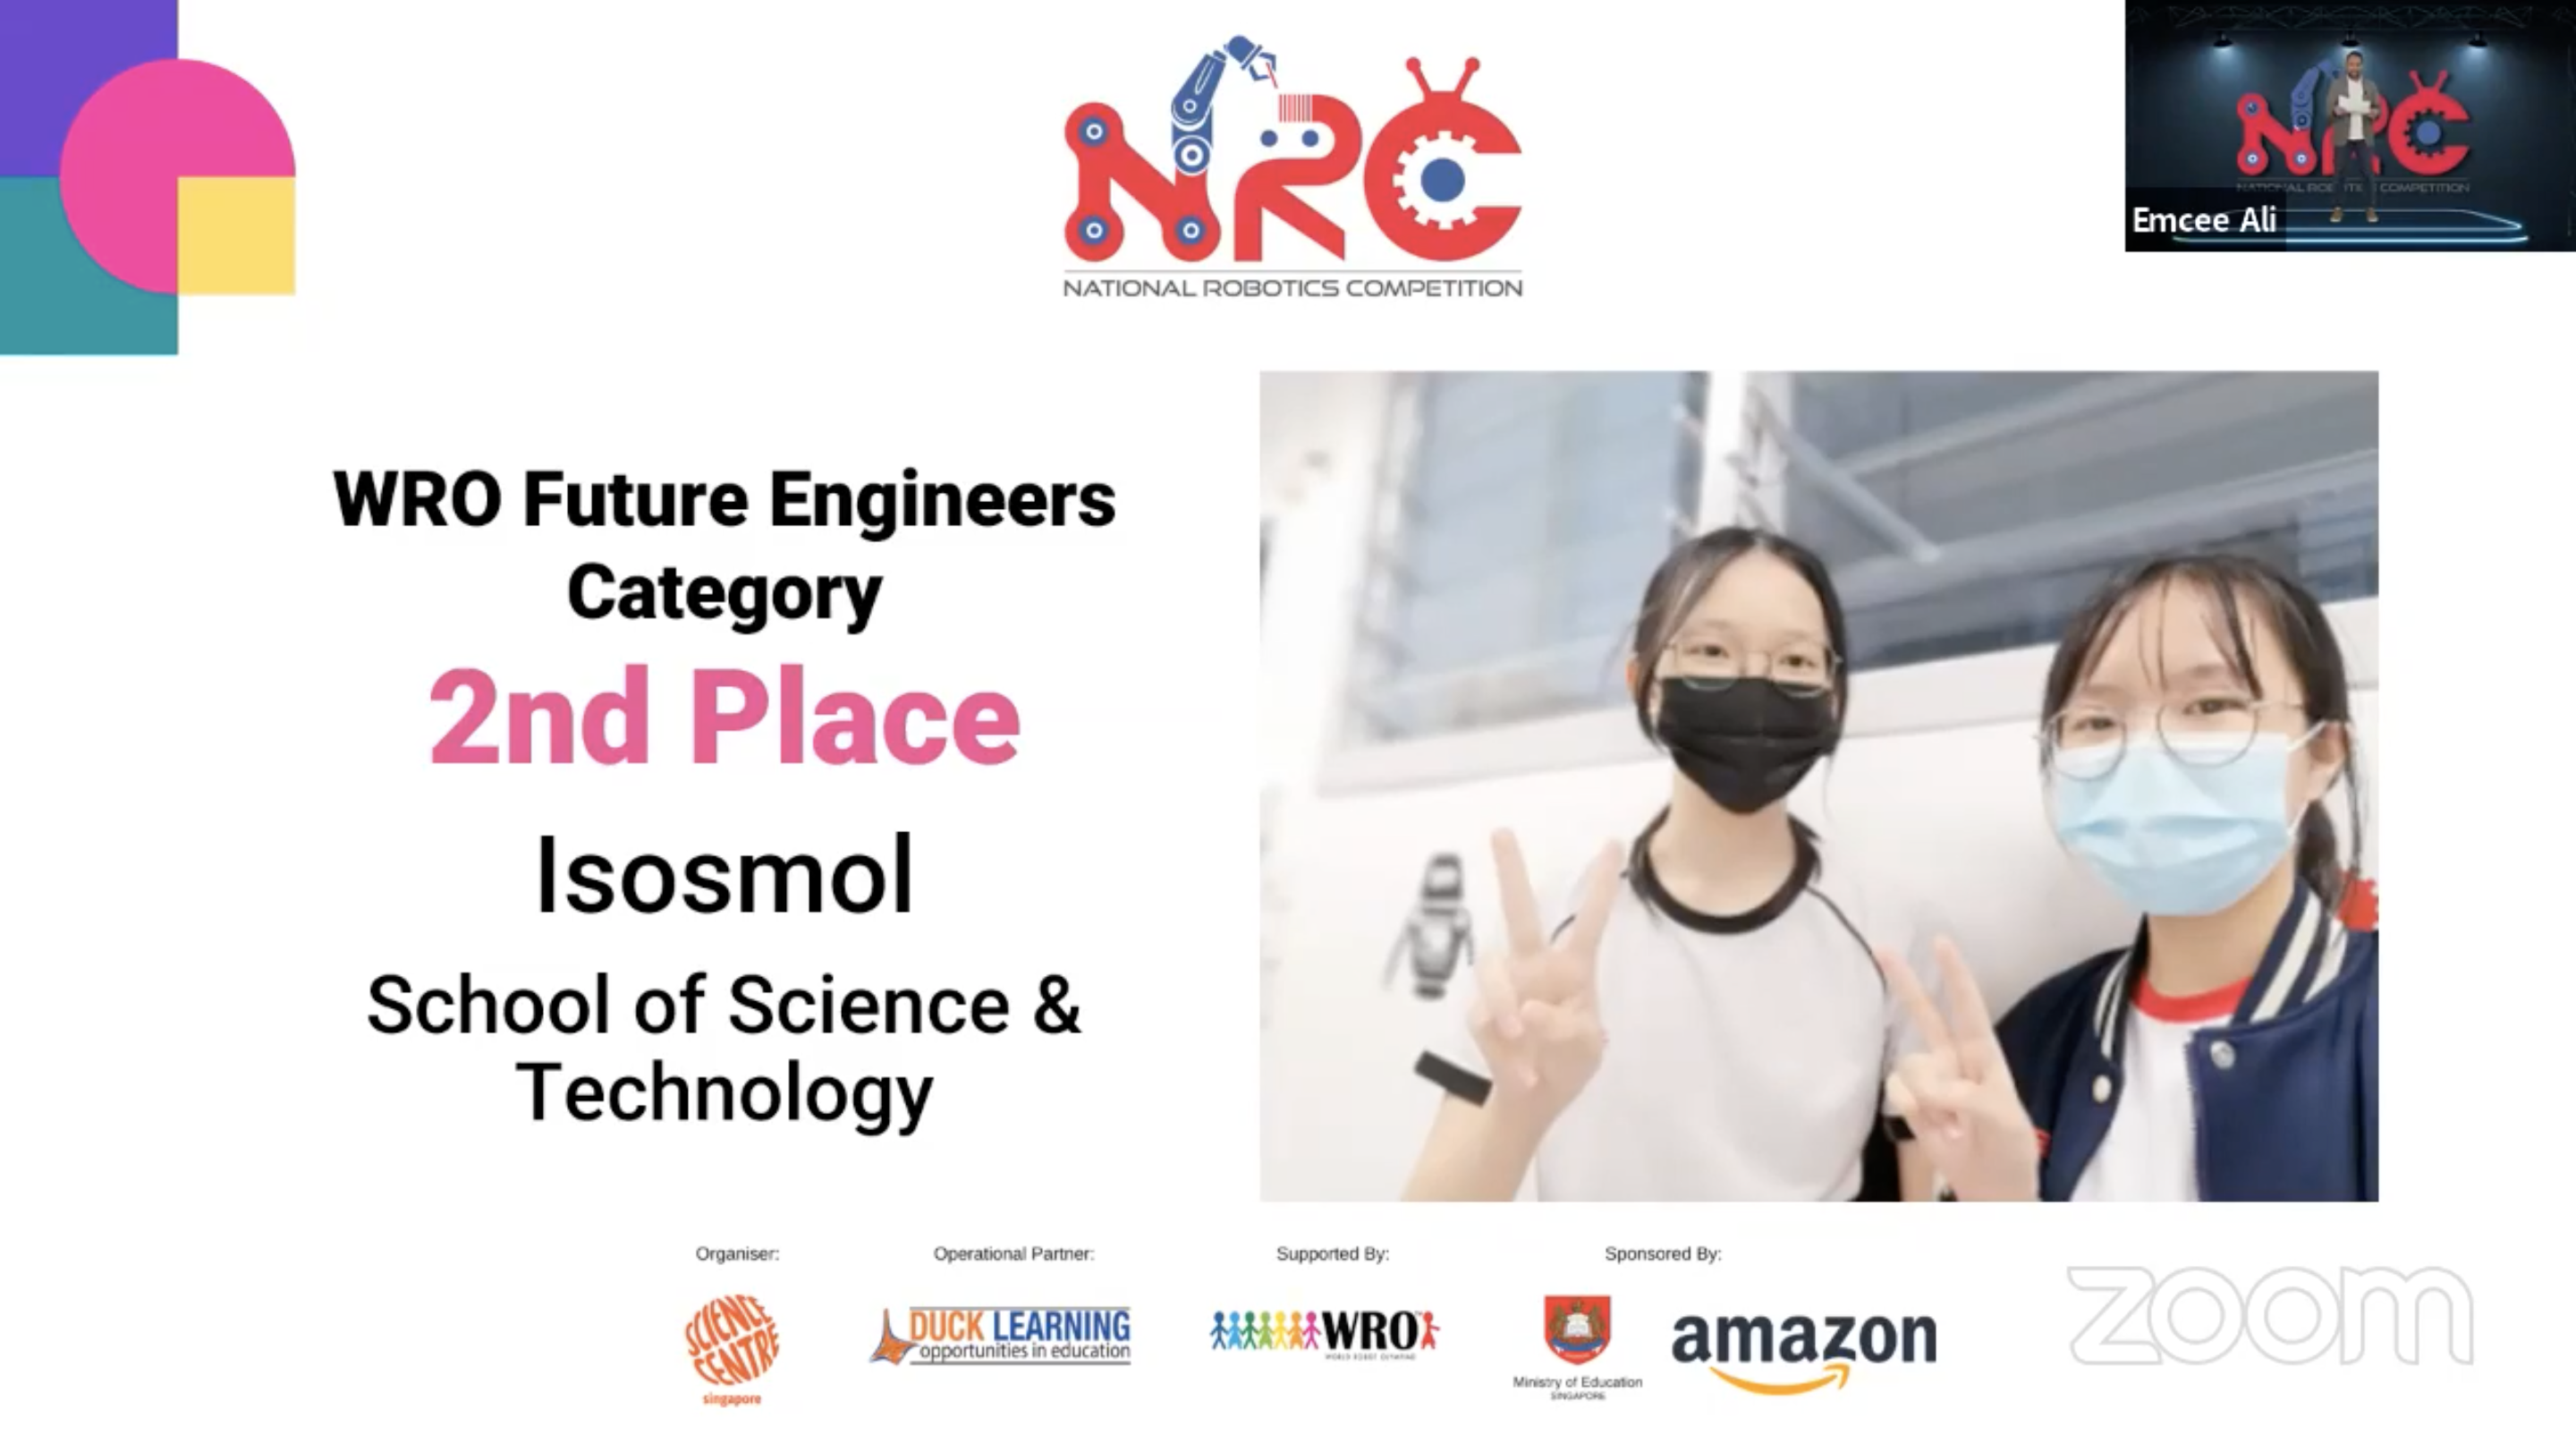 NRC
NATIONAL ROBOTICS COMPETITION
Emcee Ali
WRO Future Engineers
Category
2nd Place
Isosmol
School of Science &
Technology
Organiser:
Operational Partner:
Supported By:
Sponsored By:
SCIENCE
CENTRE
singapore
DUCK LEARNING
opportunities in education
WRO
WORLD ROBOT OLYMPIAD
Ministry of Education
SINGAPORE
amazon
zoom